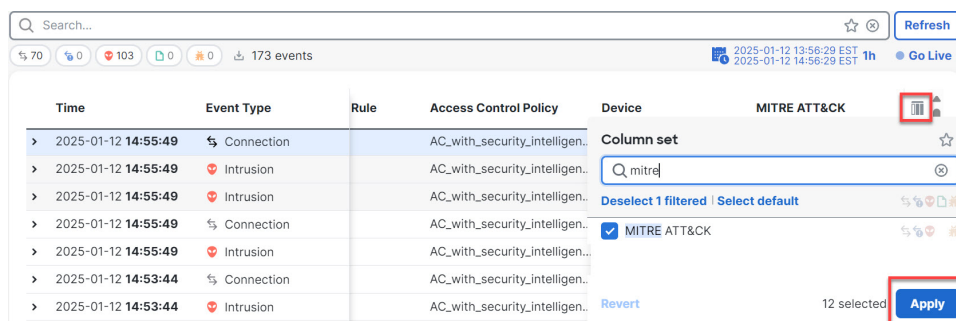 Search...
Refresh
70 0 103 0 0 173 events 2025-01-12 13:56:29 EST 1h Go Live
2025-01-12 14:56:29 EST
Time Event Type Rule Access Control Policy Device MITRE ATT&CK
2025-01-12 14:55:49 Connection AC_with_security_intelligen...
Column set
2025-01-12 14:55:49 Intrusion AC_with_security_intelligen...
mitre
2025-01-12 14:55:49 Intrusion AC_with_security_intelligen...
Deselect 1 filtered Select default
2025-01-12 14:55:49 Connection AC_with_security_intelligen...
MITRE ATT&CK
2025-01-12 14:55:49 Intrusion AC_with_security_intelligen...
2025-01-12 14:53:44 Connection AC_with_security_intelligen...
2025-01-12 14:53:44 Intrusion AC_with_security_intelligen...
Revert 12 selected Apply